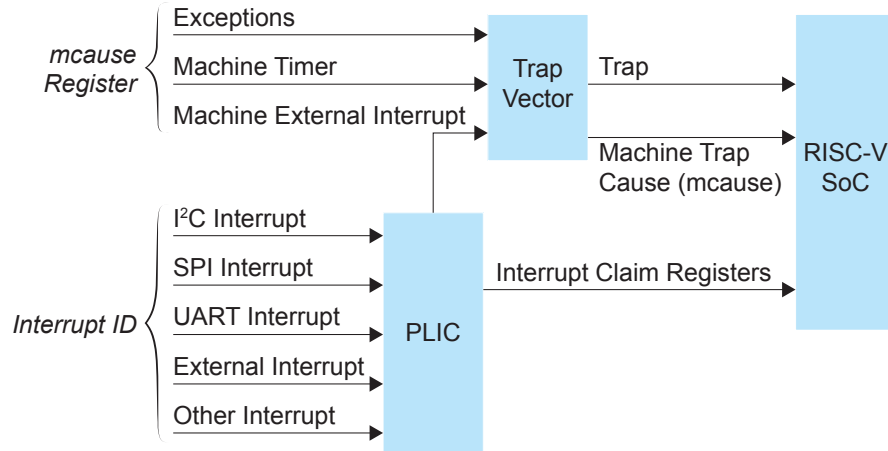 Exceptions
mcause
Register
Machine Timer
Machine External Interrupt
Trap
Vector
Trap
Machine Trap
Cause (mcause)
RISC-V
SoC
I²C Interrupt
SPI Interrupt
Interrupt ID
UART Interrupt
External Interrupt
Other Interrupt
PLIC
Interrupt Claim Registers